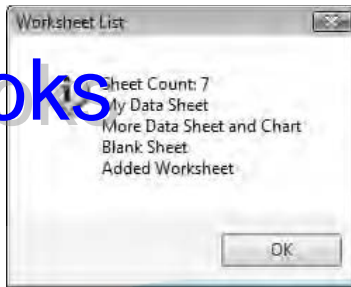 Worksheet List
oks
Sheet Count: 7
My Data Sheet
More Data Sheet and Chart
Blank Sheet
Added Worksheet
OK